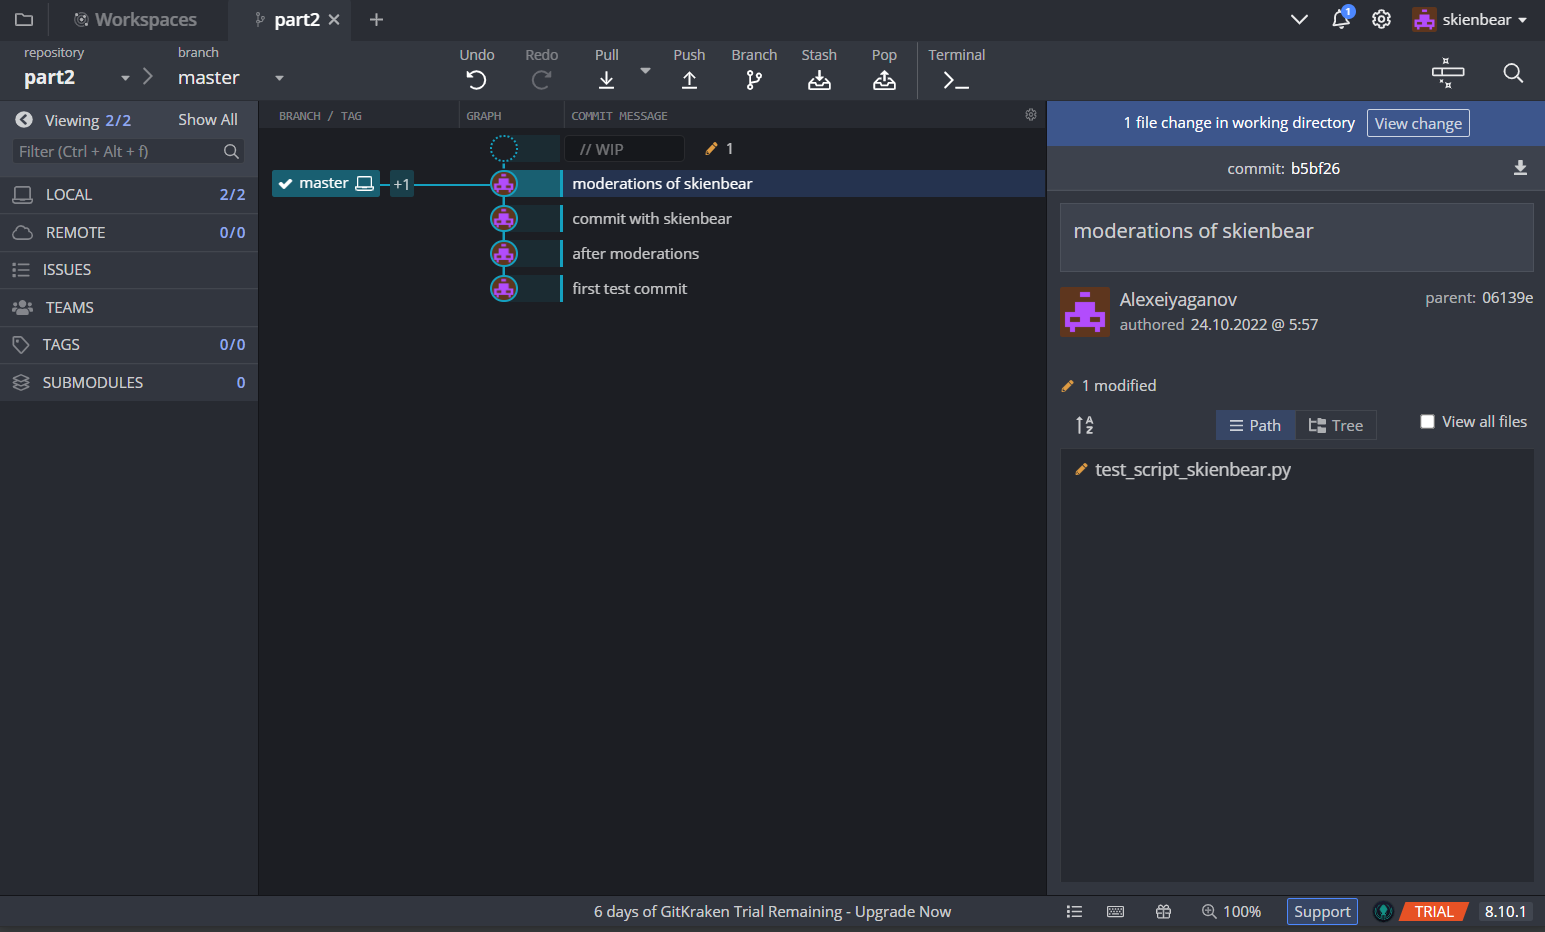 Workspaces
part2
1
skienbear
repository
part2
branch
master
Undo
Redo
Pull
Push
Branch
Stash
Pop
Terminal
Viewing 2/2
Show All
Filter (Ctrl + Alt + f)
LOCAL 2/2
REMOTE 0/0
ISSUES
TEAMS
TAGS 0/0
SUBMODULES 0
BRANCH / TAG
GRAPH
COMMIT MESSAGE
// WIP
1
master
+1
moderations of skienbear
commit with skienbear
after moderations
first test commit
1 file change in working directory
View change
commit: b5bf26
moderations of skienbear
Alexeiyaganov
authored 24.10.2022 @ 5:57
parent: 06139e
1 modified
A
Z
Path
Tree
View all files
test_script_skienbear.py
6 days of GitKraken Trial Remaining - Upgrade Now
100%
Support
TRIAL
8.10.1